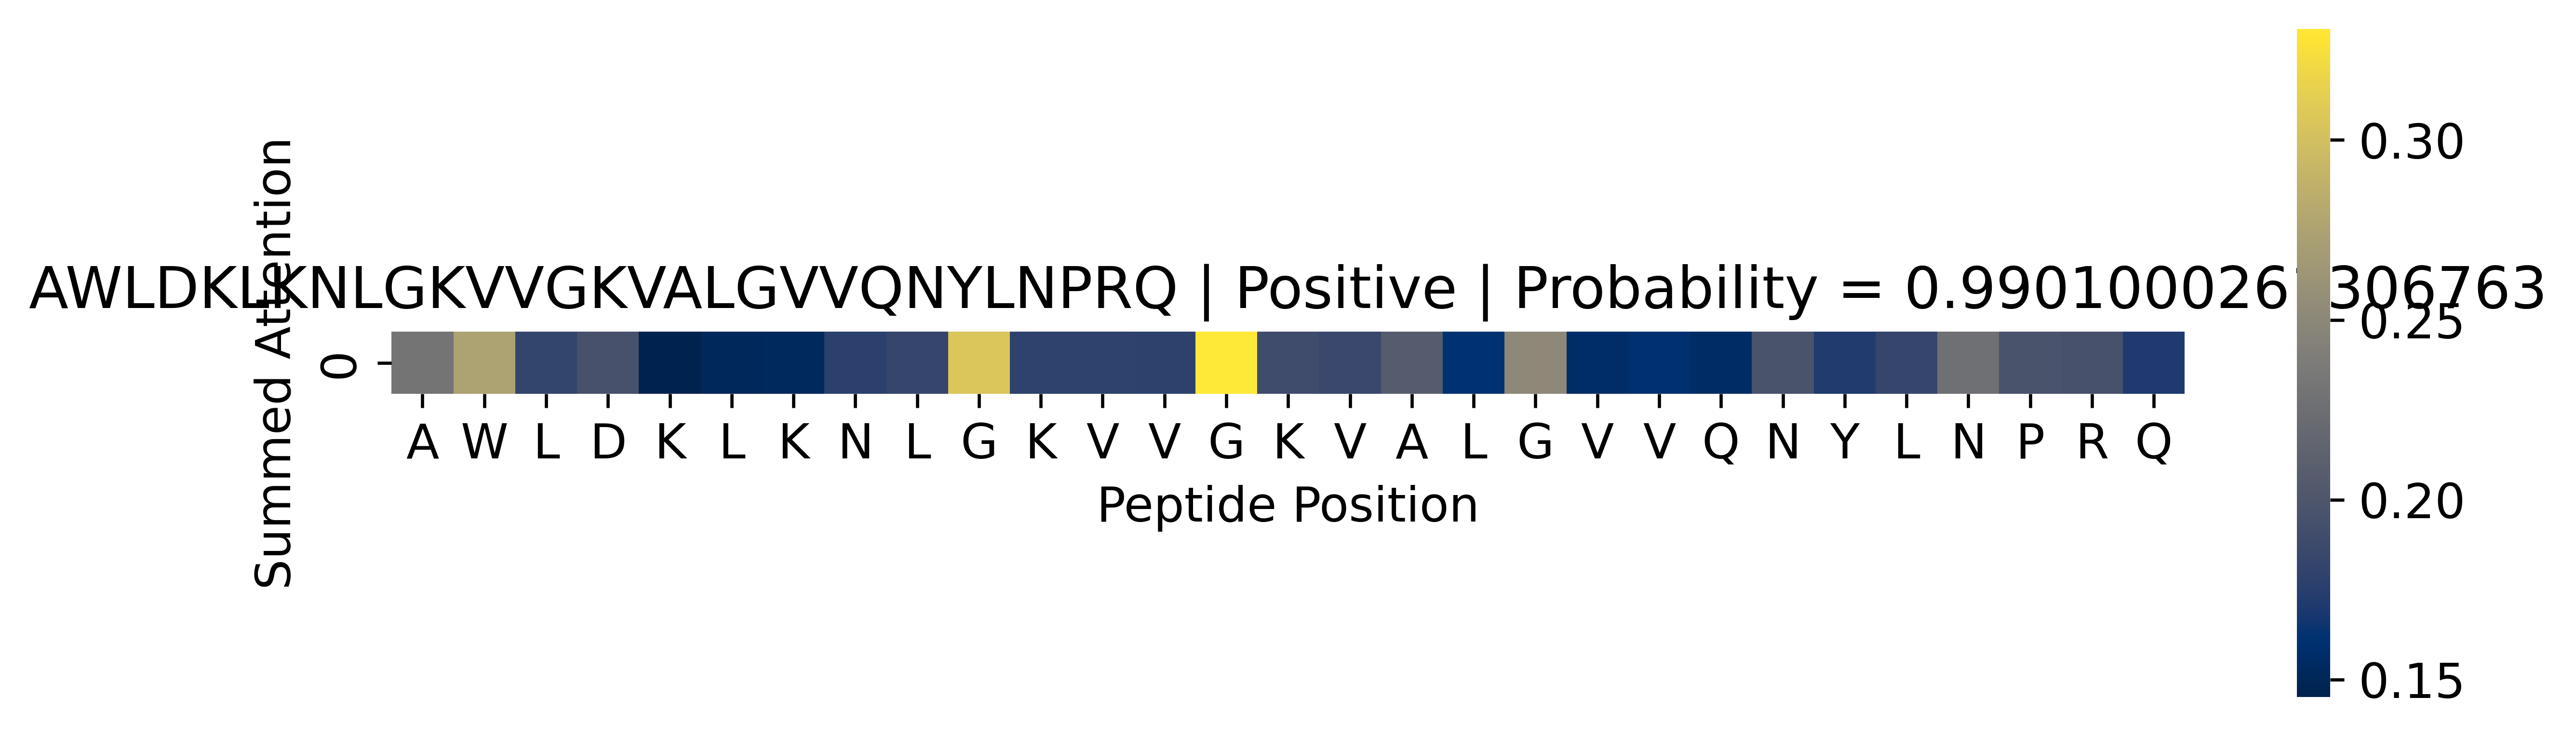 AWLDKLKNLGKVVGKVALGVVQNYLNPRQ | Positive | Probability = 0.990100026
306763
Summed Attention
0
A W L D K L K N L G K V V G K V A L G V V Q N Y L N P R Q
Peptide Position
0.30
0.25
0.20
0.15